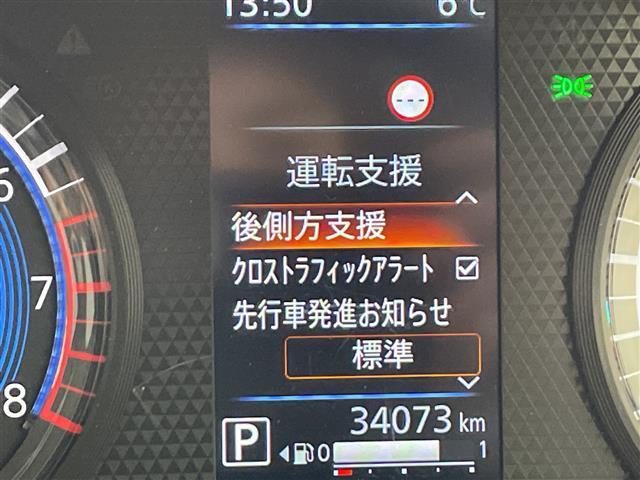 13:50 6℃
---
運転支援
後側方支援
クロストラフィックアラート
先行車発進お知らせ
標準
6
7
8
34073 km
P
0 1